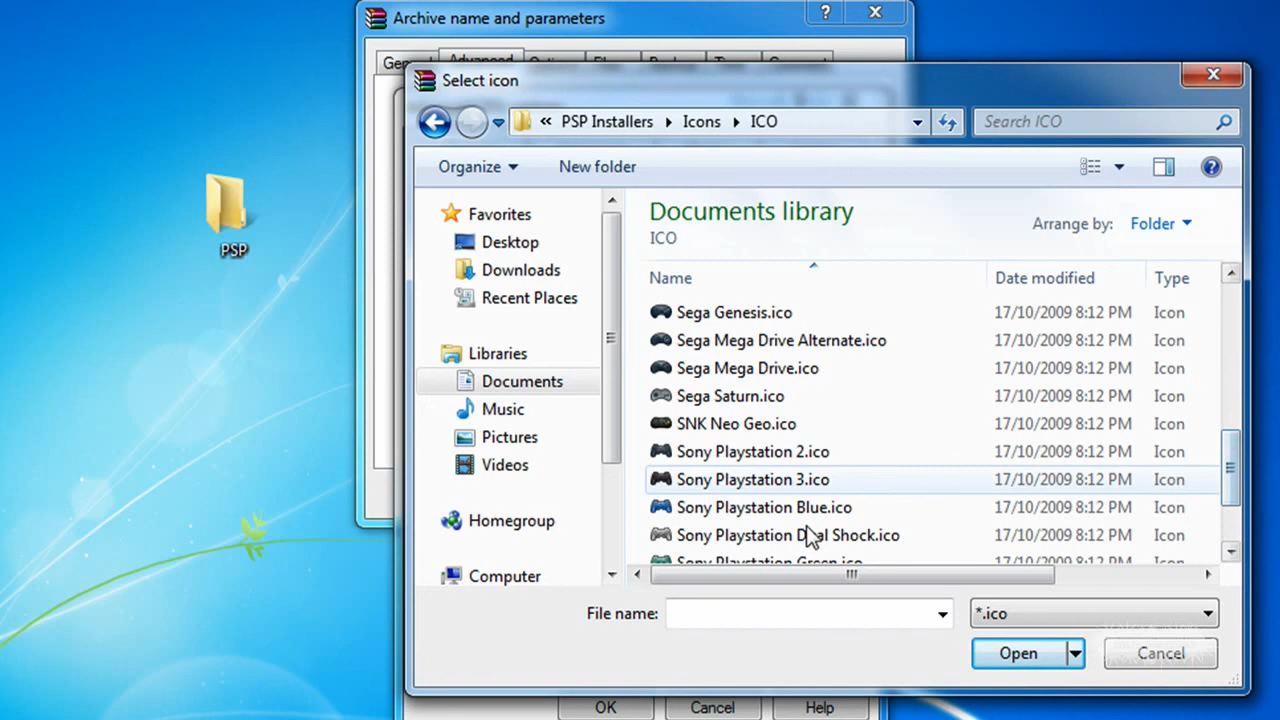 Archive name and parameters
?
Advanced
Select icon
« PSP Installers Icons ICO
Search ICO
Organize
New folder
?
Favorites
Desktop
Downloads
Recent Places
Libraries
Documents
Music
Pictures
Videos
Homegroup
Computer
Documents library
ICO
Arrange by: Folder
Name Date modified Type
Sega Genesis.ico 17/10/2009 8:12 PM Icon
Sega Mega Drive Alternate.ico 17/10/2009 8:12 PM Icon
Sega Mega Drive.ico 17/10/2009 8:12 PM Icon
Sega Saturn.ico 17/10/2009 8:12 PM Icon
SNK Neo Geo.ico 17/10/2009 8:12 PM Icon
Sony Playstation 2.ico 17/10/2009 8:12 PM Icon
Sony Playstation 3.ico 17/10/2009 8:12 PM Icon
Sony Playstation Blue.ico 17/10/2009 8:12 PM Icon
Sony Playstation Dual Shock.ico 17/10/2009 8:12 PM Icon
Sony Playstation Green.ico 17/10/2009 8:12 PM Icon
File name:
*.ico
Open
Cancel
OK
Cancel
Help
PSP